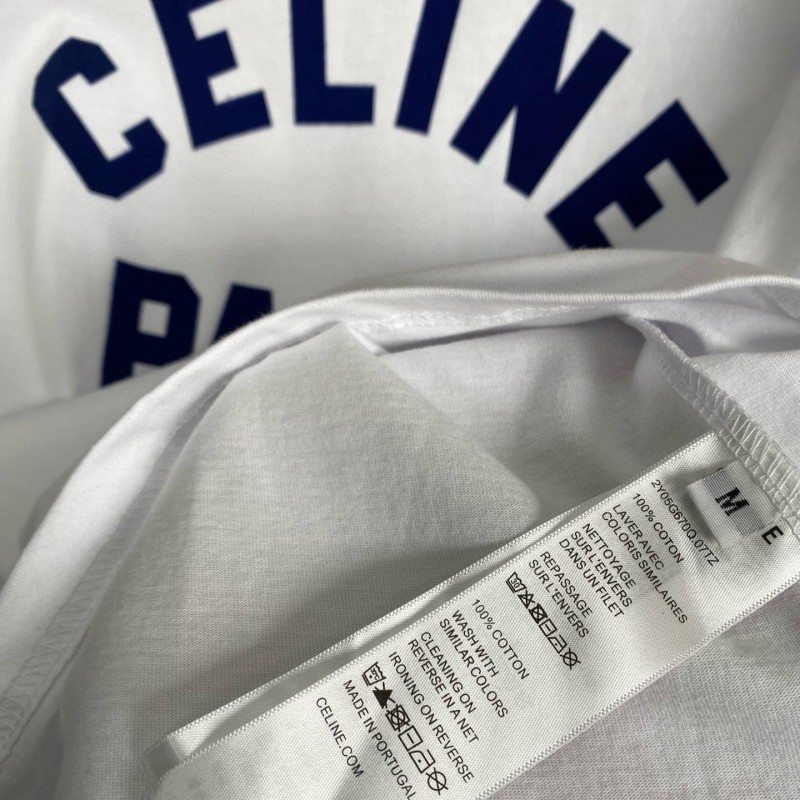 CELINE
PA
M
E
2Y05G670Q.07TZ
100% COTON
LAVER AVEC
COLORIS SIMILAIRES
NETTOYAGE
SUR L'ENVERS
DANS UN FILET
REPASSAGE
SUR L'ENVERS
100% COTTON
WASH WITH
SIMILAR COLORS
CLEANING ON
REVERSE IN A NET
IRONING ON REVERSE
MADE IN PORTUGAL
CELINE.COM